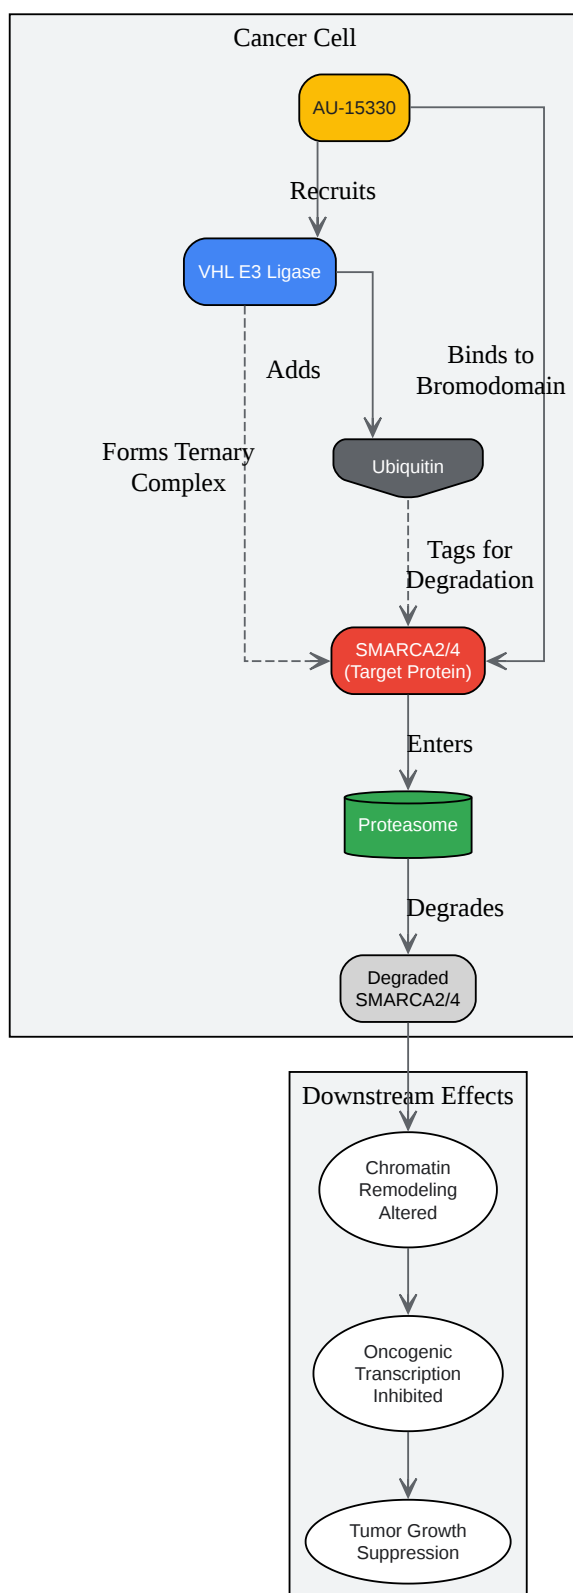 Cancer Cell
AU-15330
Recruits
VHL E3 Ligase
Binds to
Bromodomain
Adds
Forms Ternary
Complex
Ubiquitin
Tags for
Degradation
SMARCA2/4
(Target Protein)
Enters
Proteasome
Degrades
Degraded
SMARCA2/4
Downstream Effects
Chromatin
Remodeling
Altered
Oncogenic
Transcription
Inhibited
Tumor Growth
Suppression